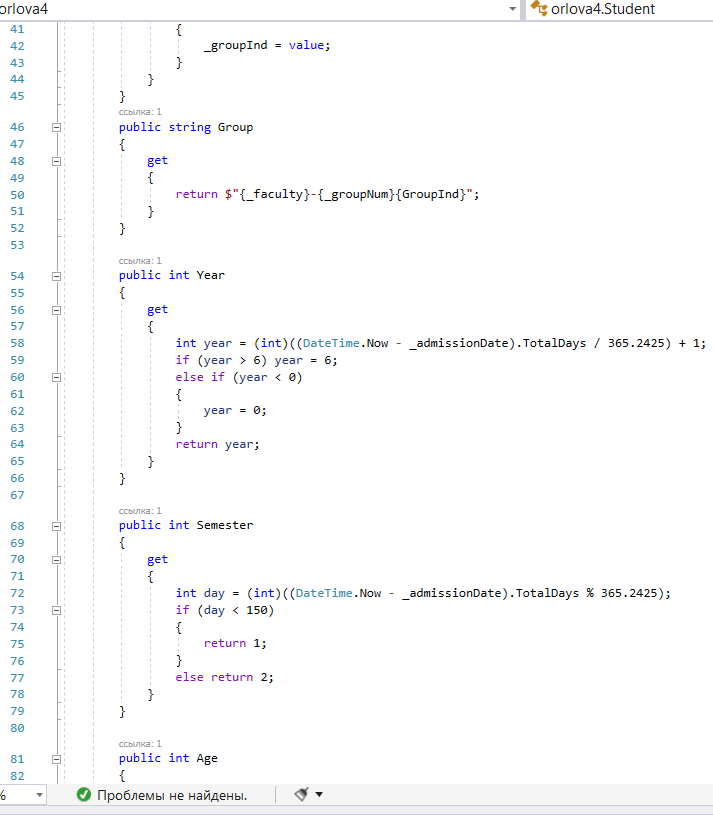 orlova4 orlova4.Student
41 {
42 _groupInd = value;
43 }
44 }
45 }
ссылка: 1
46 public string Group
47 {
48 get
49 {
50 return $"{_faculty}-{_groupNum}{GroupInd}";
51 }
52 }
53
ссылка: 1
54 public int Year
55 {
56 get
57 {
58 int year = (int)((DateTime.Now - _admissionDate).TotalDays / 365.2425) + 1;
59 if (year > 6) year = 6;
60 else if (year < 0)
61 {
62 year = 0;
63 }
64 return year;
65 }
66 }
67
ссылка: 1
68 public int Semester
69 {
70 get
71 {
72 int day = (int)((DateTime.Now - _admissionDate).TotalDays % 365.2425);
73 if (day < 150)
74 {
75 return 1;
76 }
77 else return 2;
78 }
79 }
80
ссылка: 1
81 public int Age
82 {
% Проблемы не найдены.